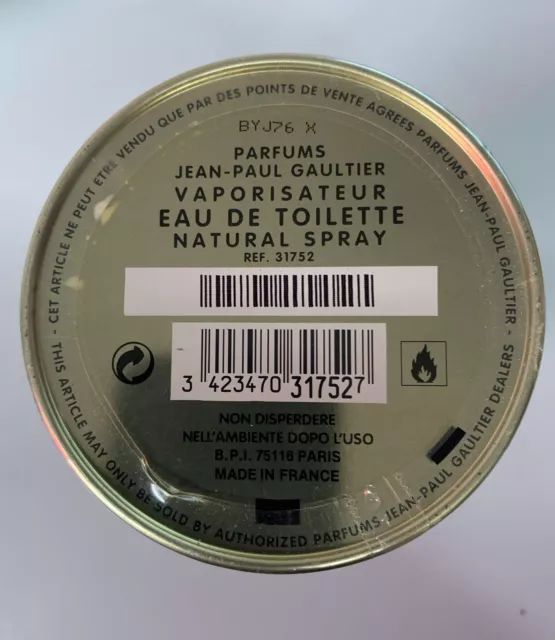 - CET ARTICLE NE PEUT ETRE VENDU QUE PAR DES POINTS DE VENTE AGREES PARFUMS JEAN-PAUL GAULTIER -
BYJ76 X
PARFUMS
JEAN-PAUL GAULTIER
VAPORISATEUR
EAU DE TOILETTE
NATURAL SPRAY
REF. 31752
3 423470 317527
NON DISPERDERE
NELL'AMBIENTE DOPO L'USO
B.P.I. 75116 PARIS
MADE IN FRANCE
THIS ARTICLE MAY ONLY BE SOLD BY AUTHORIZED PARFUMS JEAN-PAUL GAULTIER DEALERS -